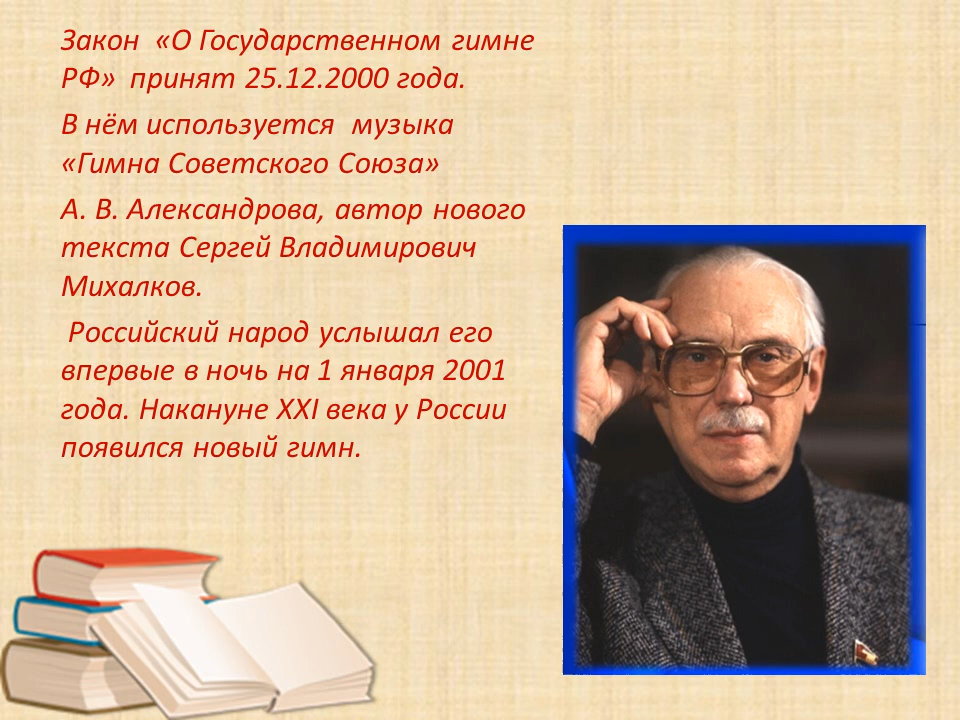 Закон «О Государственном гимне
РФ» принят 25.12.2000 года.
В нём используется музыка
«Гимна Советского Союза»
А. В. Александрова, автор нового
текста Сергей Владимирович
Михалков.
Российский народ услышал его
впервые в ночь на 1 января 2001
года. Накануне XXI века у России
появился новый гимн.